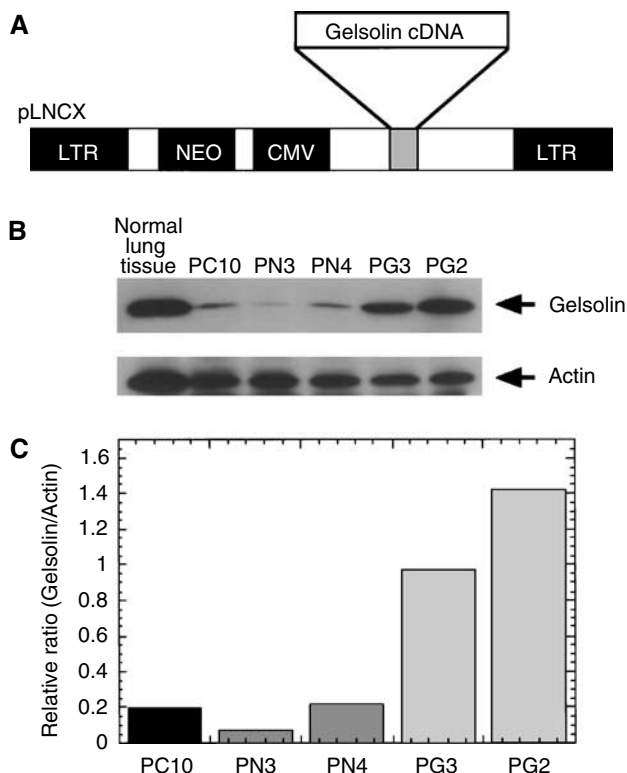 A
Gelsolin cDNA
pLNCX
LTR
NEO
CMV
LTR
B
Normal
lung
tissue PC10 PN3 PN4 PG3 PG2
Gelsolin
Actin
C
Relative ratio (Gelsolin/Actin)
1.6
1.4
1
0.8
0.6
0.4
0.2
0
PC10 PN3 PN4 PG3 PG2